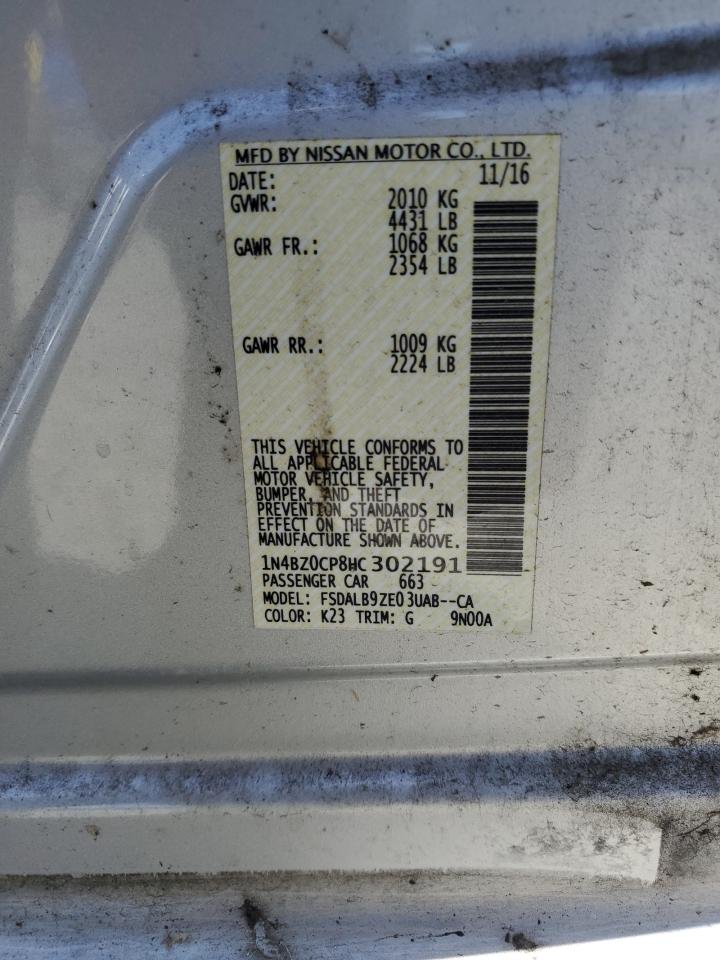 MFD BY NISSAN MOTOR CO., LTD.
DATE: 11/16
GVWR: 2010 KG
4431 LB
GAWR FR.: 1068 KG
2354 LB
GAWR RR.: 1009 KG
2224 LB
THIS VEHICLE CONFORMS TO
ALL APPLICABLE FEDERAL
MOTOR VEHICLE SAFETY,
BUMPER, AND THEFT
PREVENTION STANDARDS IN
EFFECT ON THE DATE OF
MANUFACTURE SHOWN ABOVE.
1N4BZ0CP8HC302191
PASSENGER CAR 663
MODEL: FSDALB9ZE03UAB--CA
COLOR: K23 TRIM: G 9N00A